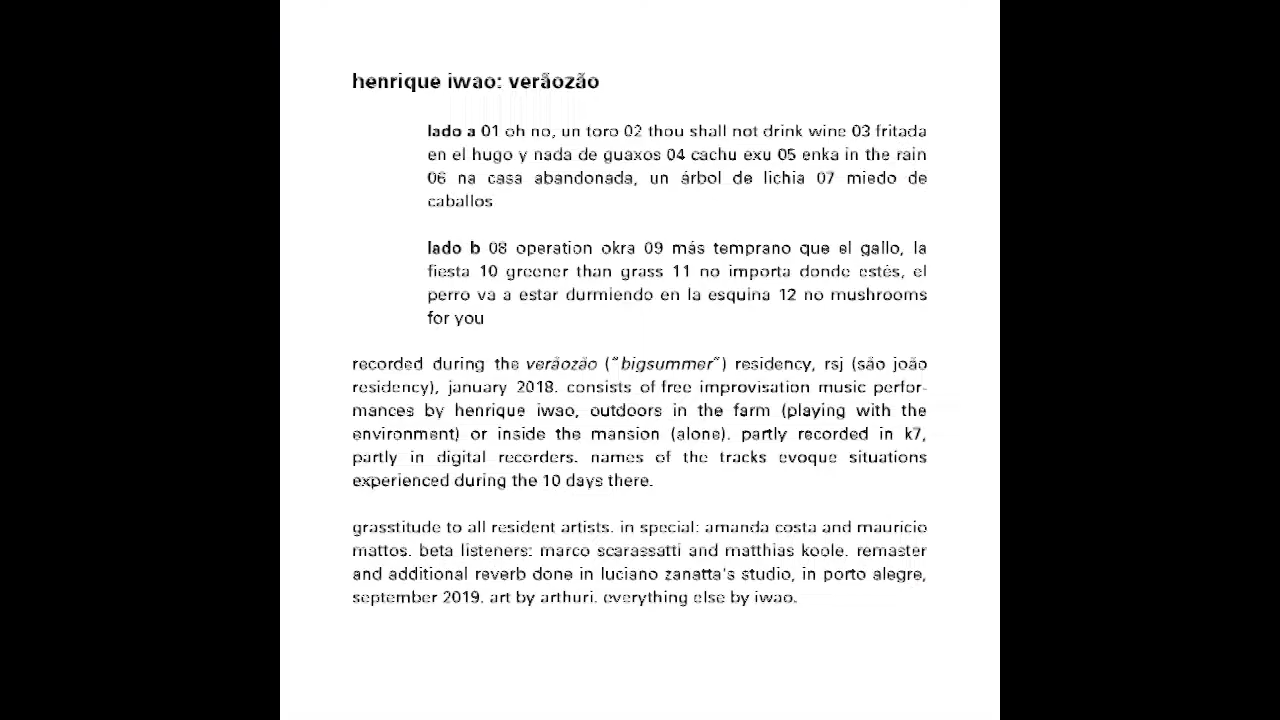 henrique iwao: verãozão
lado a 01 oh no, un toro 02 thou shall not drink wine 03 fritada
en el hugo y nada de guaxos 04 cachu exu 05 enka in the rain
06 na casa abandonada, un árbol de lichia 07 miedo de
caballos
lado b 08 operation okra 09 más temprano que el gallo, la
fiesta 10 greener than grass 11 no importa donde estés, el
perro va a estar durmiendo en la esquina 12 no mushrooms
for you
recorded during the verãozão ("bigsummer") residency, rsj (são joão
residency), january 2018. consists of free improvisation music perfor-
mances by henrique iwao, outdoors in the farm (playing with the
environment) or inside the mansion (alone). partly recorded in k7,
partly in digital recorders. names of the tracks evoque situations
experienced during the 10 days there.
grasstitude to all resident artists. in special: amanda costa and mauricio
mattos. beta listeners: marco scarassatti and matthias koole. remaster
and additional reverb done in luciano zanatta's studio, in porto alegre,
september 2019. art by arthuri. everything else by iwao.